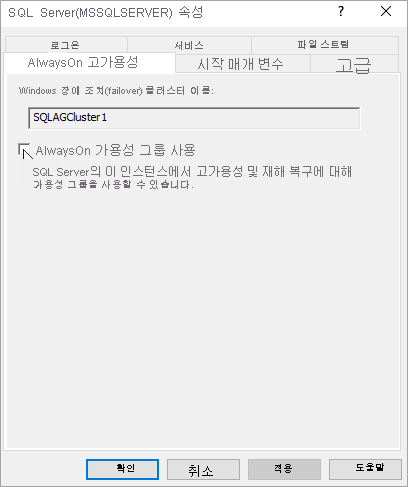 SQL Server(MSSQLSERVER) 속성
?
로그온 서비스 파일 스트림
AlwaysOn 고가용성 시작 매개 변수 고급
Windows 장애 조치(failover) 클러스터 이름:
SQLAGCluster1
AlwaysOn 가용성 그룹 사용
SQL Server의 이 인스턴스에서 고가용성 및 재해 복구에 대해
가용성 그룹을 사용할 수 있습니다.
확인 취소 적용 도움말